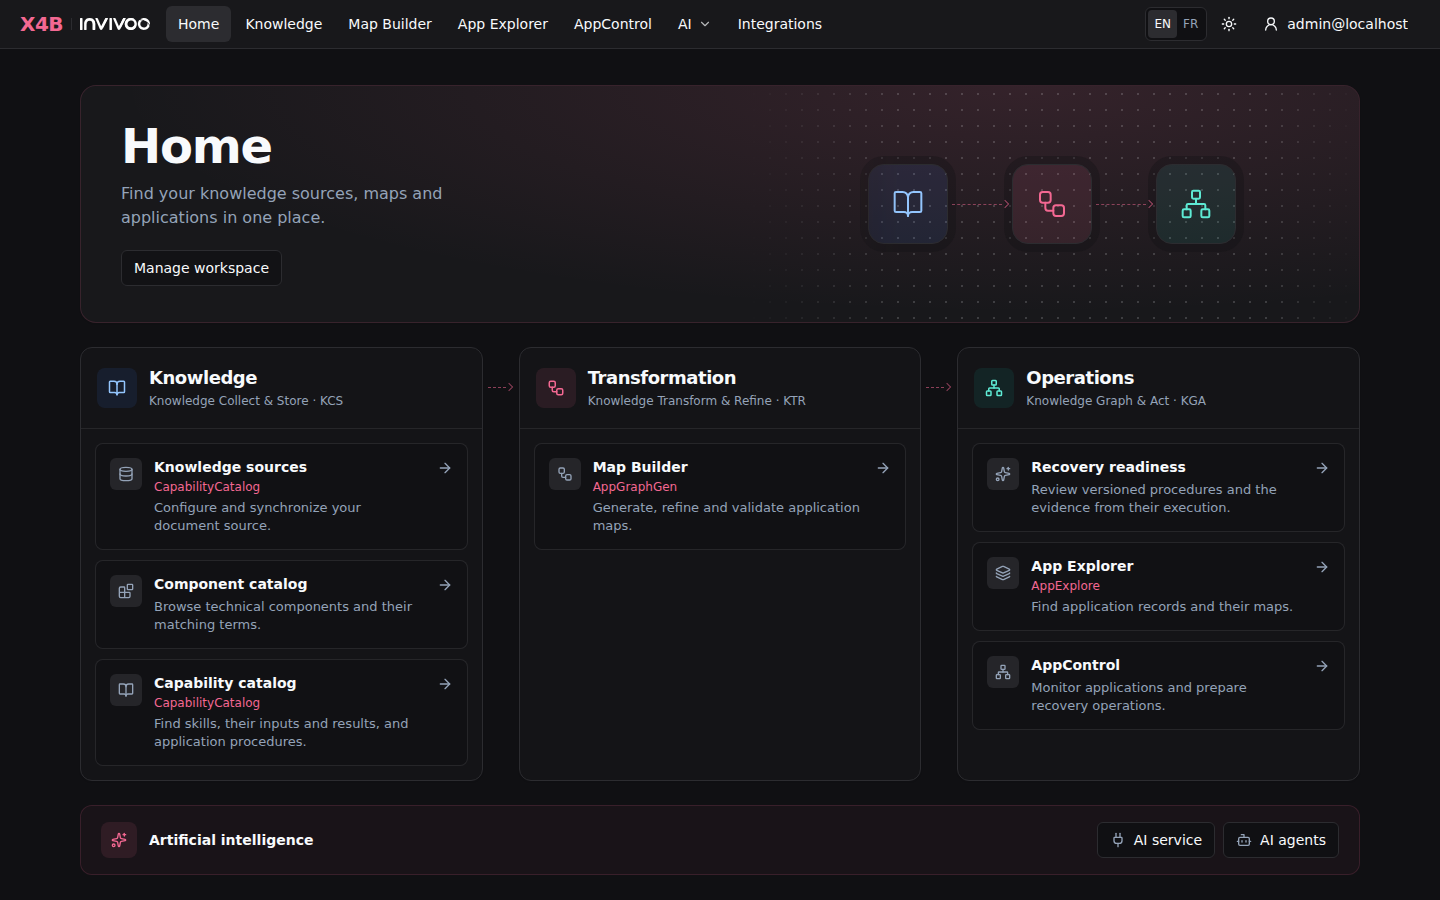 X4B INVIVOO Home Knowledge Map Builder App Explorer AppControl AI Integrations EN FR admin@localhost
Home
Find your knowledge sources, maps and
applications in one place.
Manage workspace
Knowledge
Knowledge Collect & Store · KCS
Knowledge sources
CapabilityCatalog
Configure and synchronize your
document source.
Component catalog
Browse technical components and their
matching terms.
Capability catalog
CapabilityCatalog
Find skills, their inputs and results, and
application procedures.
Transformation
Knowledge Transform & Refine · KTR
Map Builder
AppGraphGen
Generate, refine and validate application
maps.
Operations
Knowledge Graph & Act · KGA
Recovery readiness
Review versioned procedures and the
evidence from their execution.
App Explorer
AppExplore
Find application records and their maps.
AppControl
Monitor applications and prepare
recovery operations.
Artificial intelligence
AI service
AI agents